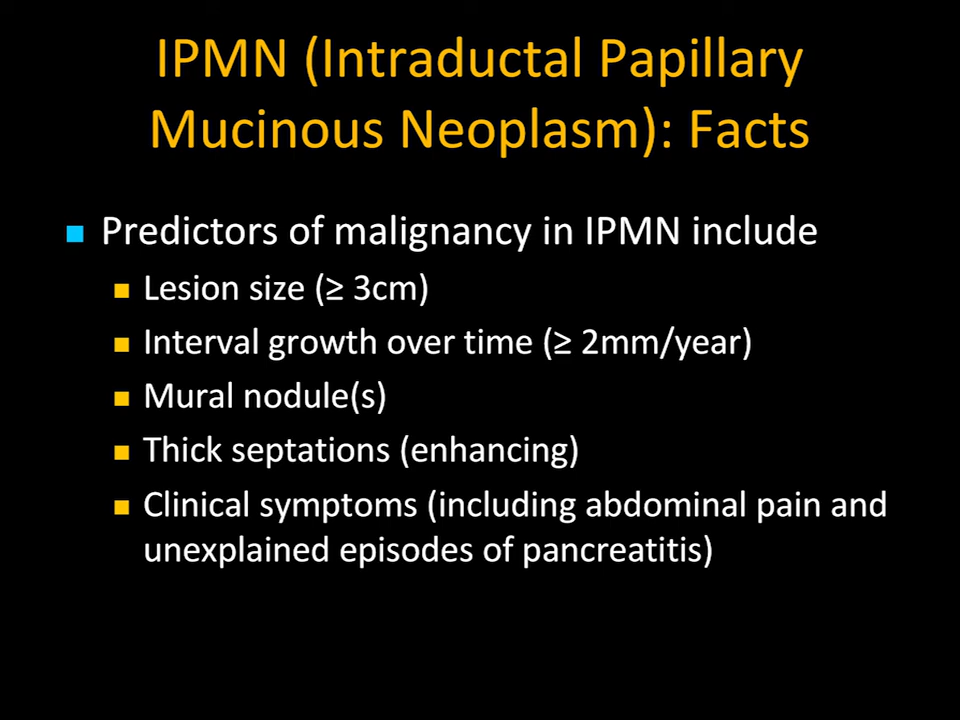 IPMN (Intraductal Papillary
Mucinous Neoplasm): Facts
Predictors of malignancy in IPMN include
Lesion size (≥ 3cm)
Interval growth over time (≥ 2mm/year)
Mural nodule(s)
Thick septations (enhancing)
Clinical symptoms (including abdominal pain and
unexplained episodes of pancreatitis)